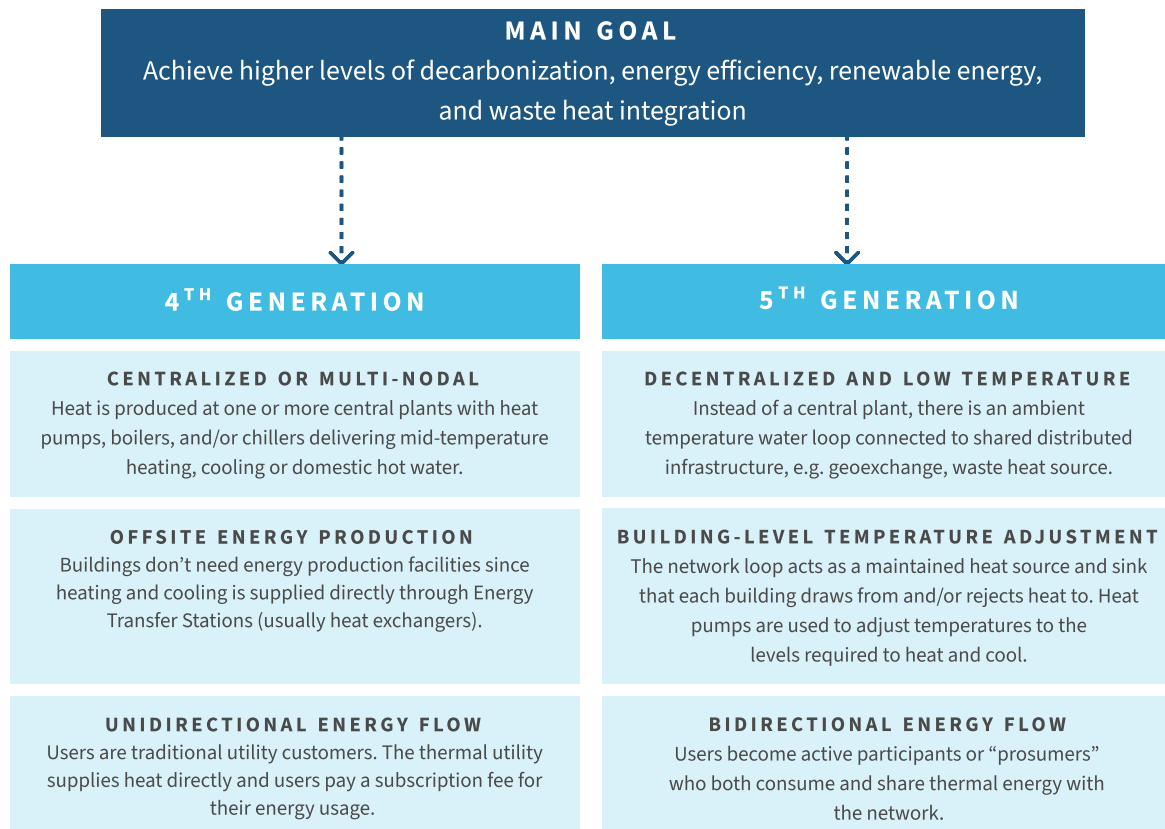 MAIN GOAL
Achieve higher levels of decarbonization, energy efficiency, renewable energy,
and waste heat integration
4TH GENERATION
CENTRALIZED OR MULTI-NODAL
Heat is produced at one or more central plants with heat
pumps, boilers, and/or chillers delivering mid-temperature
heating, cooling or domestic hot water.
OFFSITE ENERGY PRODUCTION
Buildings don’t need energy production facilities since
heating and cooling is supplied directly through Energy
Transfer Stations (usually heat exchangers).
UNIDIRECTIONAL ENERGY FLOW
Users are traditional utility customers. The thermal utility
supplies heat directly and users pay a subscription fee for
their energy usage.
5TH GENERATION
DECENTRALIZED AND LOW TEMPERATURE
Instead of a central plant, there is an ambient
temperature water loop connected to shared distributed
infrastructure, e.g. geoexchange, waste heat source.
BUILDING-LEVEL TEMPERATURE ADJUSTMENT
The network loop acts as a maintained heat source and sink
that each building draws from and/or rejects heat to. Heat
pumps are used to adjust temperatures to the
levels required to heat and cool.
BIDIRECTIONAL ENERGY FLOW
Users become active participants or “prosumers”
who both consume and share thermal energy with
the network.